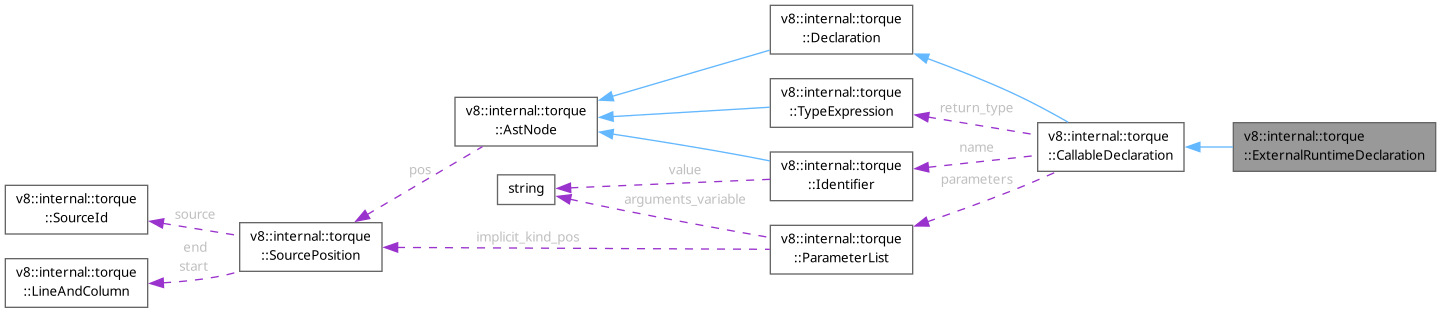 v8::internal::torque
::Declaration
v8::internal::torque
::TypeExpression
v8::internal::torque
::AstNode
return_type
v8::internal::torque
::CallableDeclaration
v8::internal::torque
::ExternalRuntimeDeclaration
name
v8::internal::torque
::Identifier
pos
value
string
parameters
arguments_variable
v8::internal::torque
::SourceId
source
v8::internal::torque
::SourcePosition
implicit_kind_pos
v8::internal::torque
::ParameterList
end
start
v8::internal::torque
::LineAndColumn